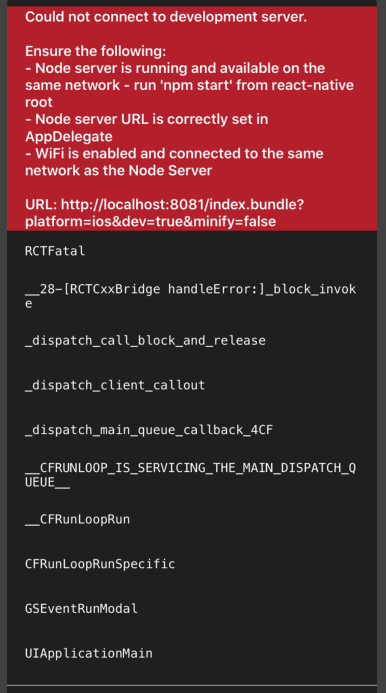 Could not connect to development server.
Ensure the following:
- Node server is running and available on the
same network - run 'npm start' from react-native
root
- Node server URL is correctly set in
AppDelegate
- WiFi is enabled and connected to the same
network as the Node Server
URL: http://localhost:8081/index.bundle?
platform=ios&dev=true&minify=false
RCTFatal
__28-[RCTCxxBridge handleError:]_block_invok
e
_dispatch_call_block_and_release
_dispatch_client_callout
_dispatch_main_queue_callback_4CF
__CFRUNLOOP_IS_SERVICING_THE_MAIN_DISPATCH_Q
UEUE__
__CFRunLoopRun
CFRunLoopRunSpecific
GSEventRunModal
UIApplicationMain